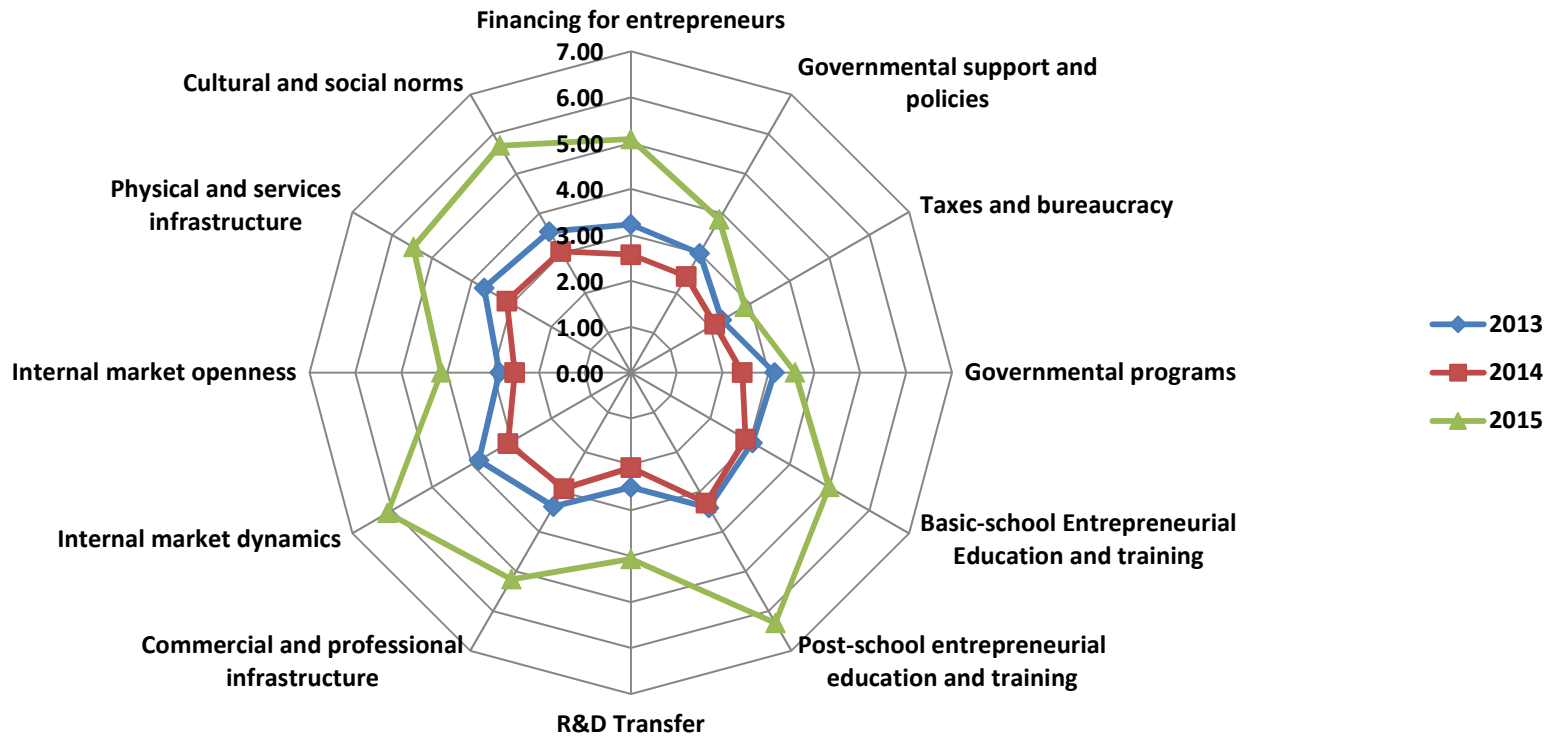 Financing for entrepreneurs
7.00
6.00
5.00
4.00
3.00
2.00
1.00
0.00
Governmental support and
policies
Taxes and bureaucracy
Governmental programs
Basic-school Entrepreneurial
Education and training
Post-school entrepreneurial
education and training
R&D Transfer
Commercial and professional
infrastructure
Internal market dynamics
Internal market openness
Physical and services
infrastructure
Cultural and social norms
2013
2014
2015